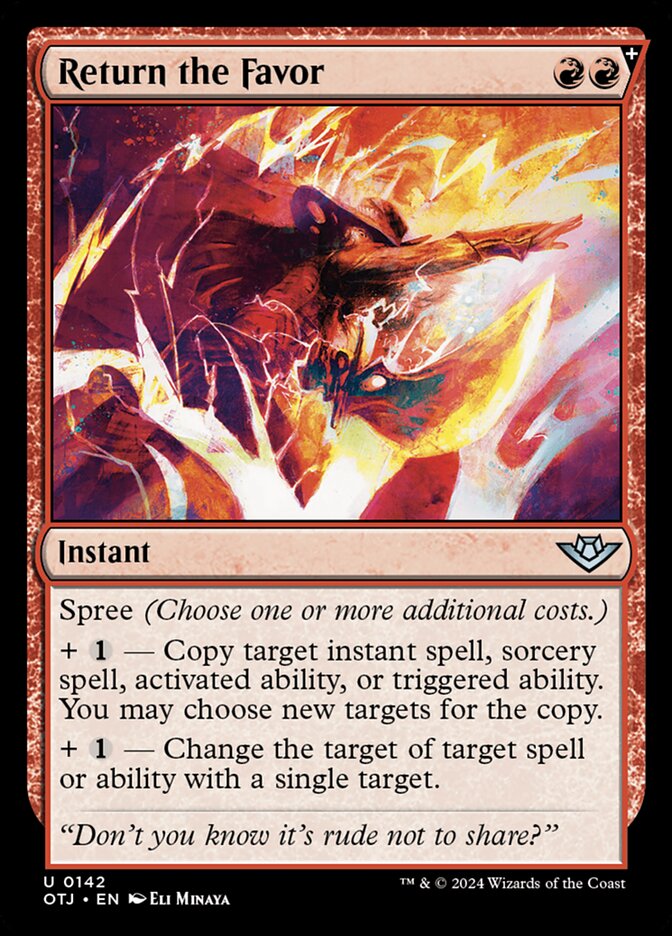 Return the Favor
Instant
Spree (Choose one or more additional costs.)
+ 1 — Copy target instant spell, sorcery
spell, activated ability, or triggered ability.
You may choose new targets for the copy.
+ 1 — Change the target of target spell
or ability with a single target.
“Don’t you know it’s rude not to share?”
U 0142
OTJ • EN Eli Minaya
™ & © 2024 Wizards of the Coast